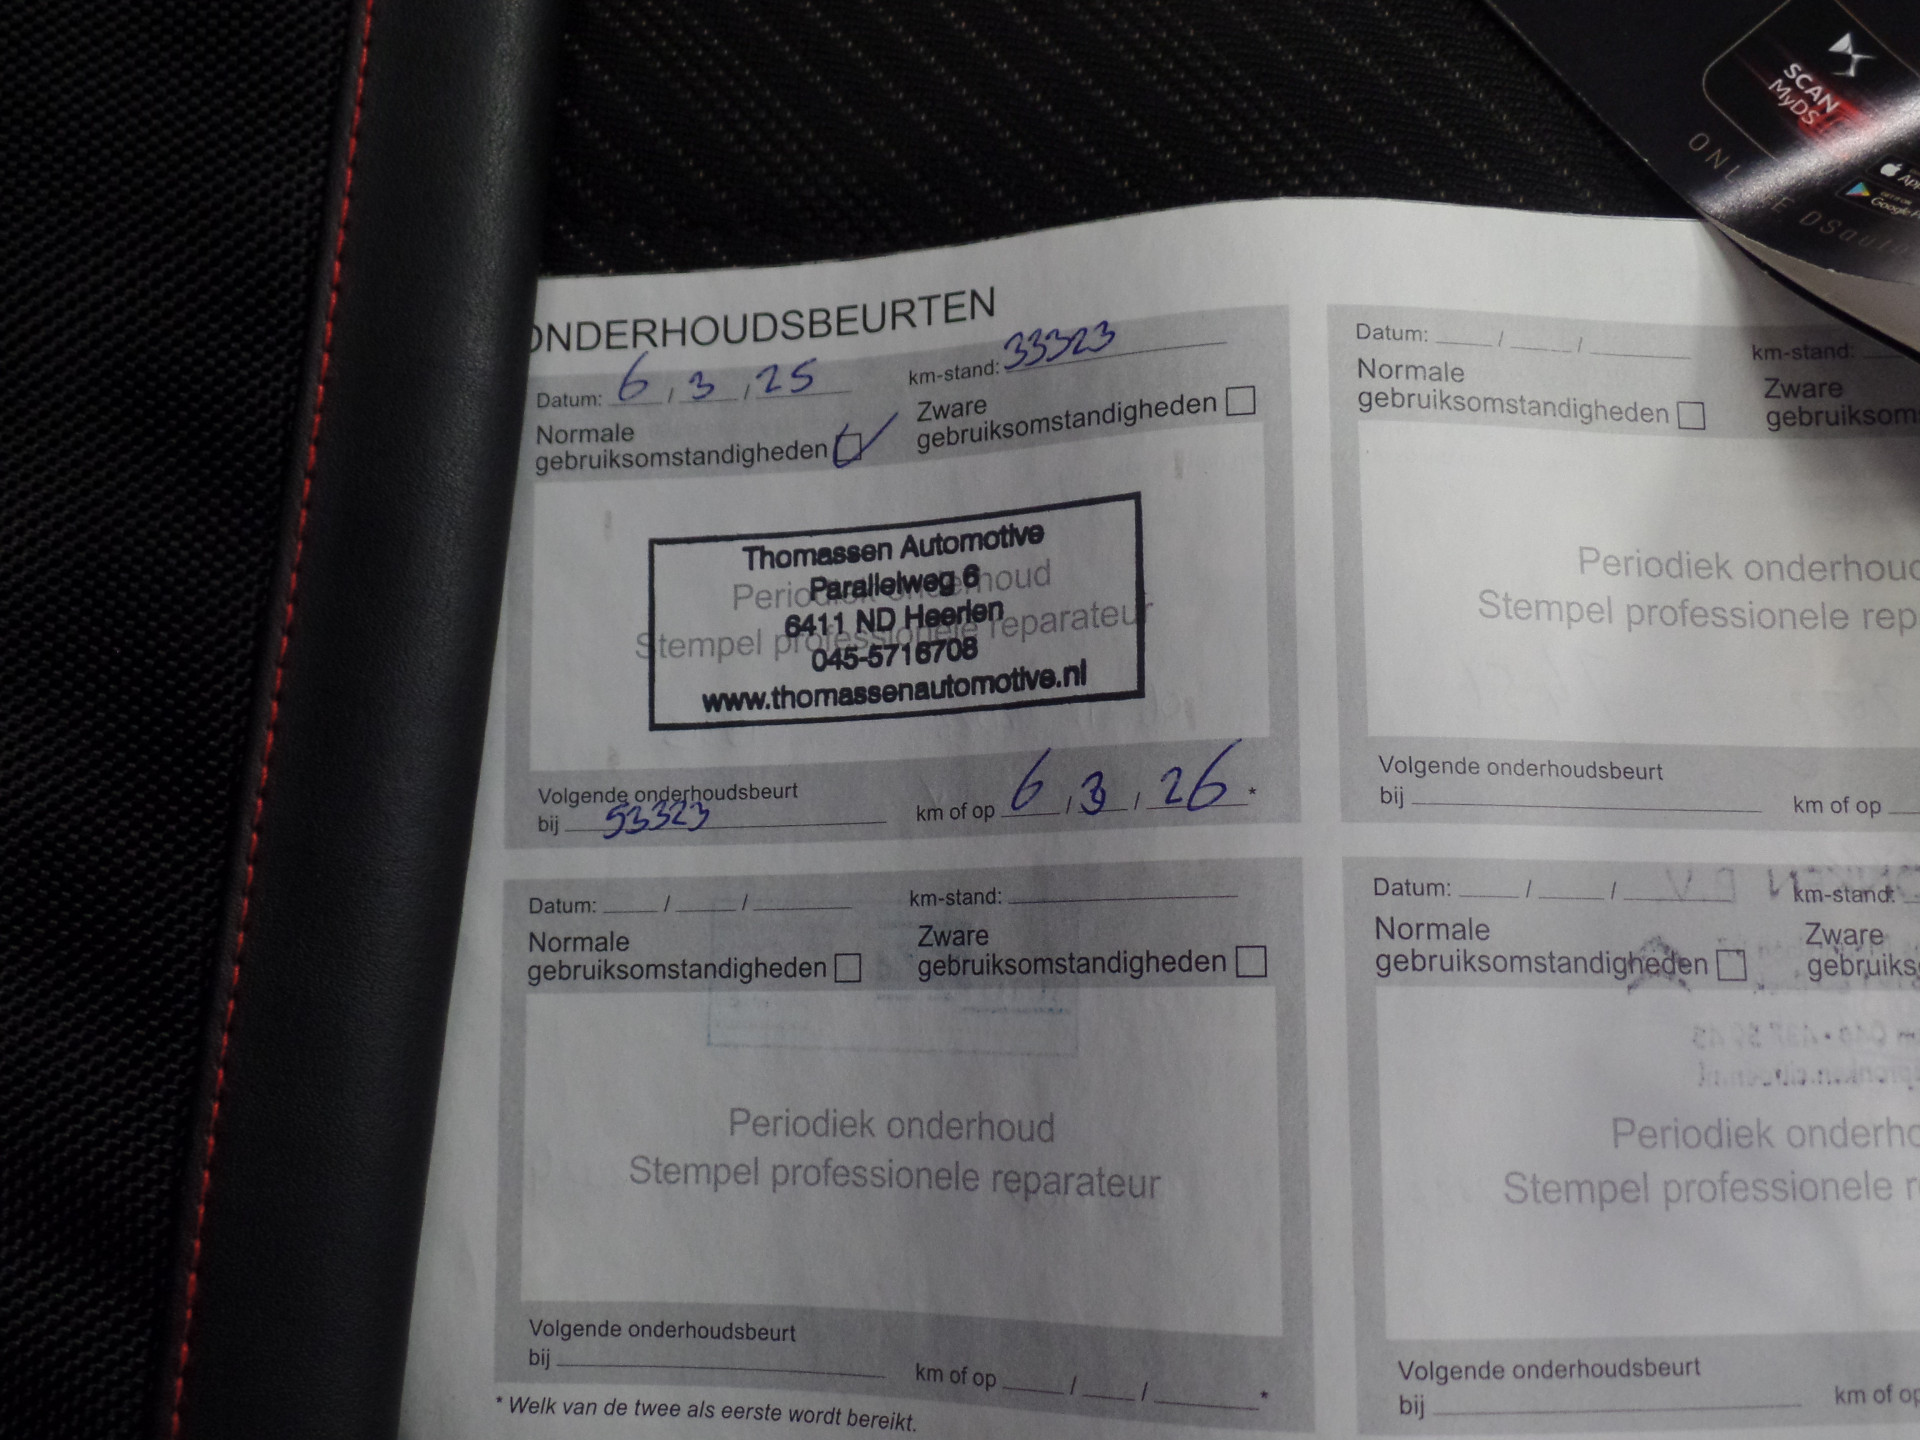 SCAN
MyDS
ONLINE DSauto
ONDERHOUDSBEURTEN
Datum: 6 / 3 / 25 km-stand: 33323
Normale
gebruiksomstandigheden
Zware
gebruiksomstandigheden
Thomassen Automotive
Parallelweg 6
6411 ND Heerlen
045-5716708
www.thomassenautomotive.nl
Periodiek onderhoud
Stempel professionele reparateur
Volgende onderhoudsbeurt
bij 53323 km of op 6 / 3 / 26 *
Datum: / / km-stand:
Normale
gebruiksomstandigheden
Zware
Periodiek
Stempel professionele
Volgende onderhoudsbeurt
bij km of op
Datum: / / km-stand:
Normale
gebruiksomstandigheden
Zware
gebruiksomstandigheden
Periodiek onderhoud
Stempel professionele reparateur
Volgende onderhoudsbeurt
bij km of op / / *
Datum: / / km-stand:
Normale
gebruiksomstandigheden
Zware
Periodiek
Stempel professionele
Volgende onderhoudsbeurt
bij km of op
* Welk van de twee als eerste wordt bereikt.